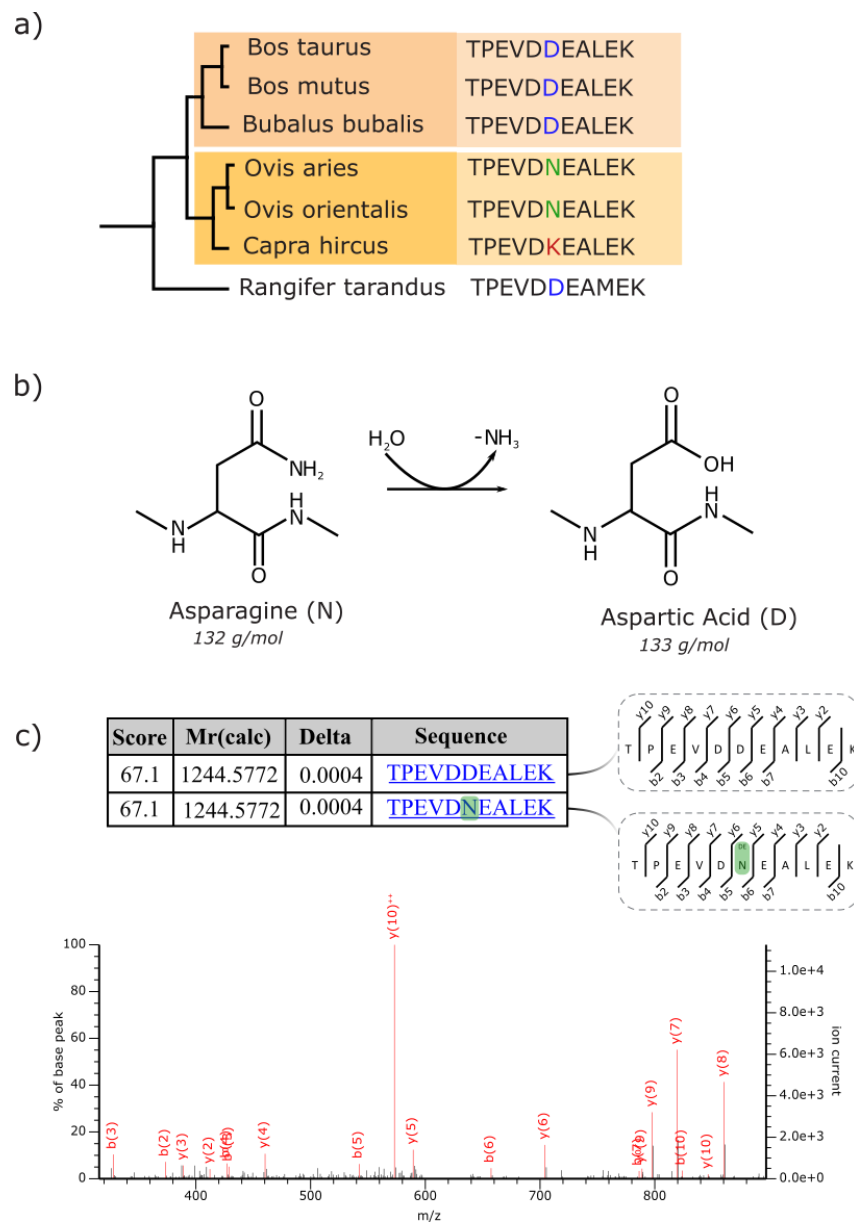 a)
Bos taurus TPEVDDEALEK
Bos mutus TPEVDDEALEK
Bubalus bubalis TPEVDDEALEK
Ovis aries TPEVDNEALEK
Ovis orientalis TPEVDNEALEK
Capra hircus TPEVDKEALEK
Rangifer tarandus TPEVDDEAMEK
b)
O
NH₂
H
N
N
H
O
H₂O -NH₃
O
OH
H
N
N
H
O
Asparagine (N)
132 g/mol
Aspartic Acid (D)
133 g/mol
c)
Score Mr(calc) Delta Sequence
67.1 1244.5772 0.0004 TPEVDDEALEK
67.1 1244.5772 0.0004 TPEVDNEALEK
y10 y9 y8 y7 y6 y5 y4 y3 y2
T P E V D D E A L E K
b2 b3 b4 b5 b6 b7 b10
y10 y9 y8 y7 y6 y5 y4 y3 y2
DE
T P E V D N E A L E K
b2 b3 b4 b5 b6 b7 b10
% of base peak
100
80
60
40
20
0
b(3) b(2) y(3) y(2) y(4) b(5) y(10)⁺⁺ y(5) b(6) y(6) y(9) y(7) b(10) y(10) y(8)
1.0e+4
8.0e+3
6.0e+3
4.0e+3
2.0e+3
0.0e+0
ion current
400 500 600 700 800
m/z